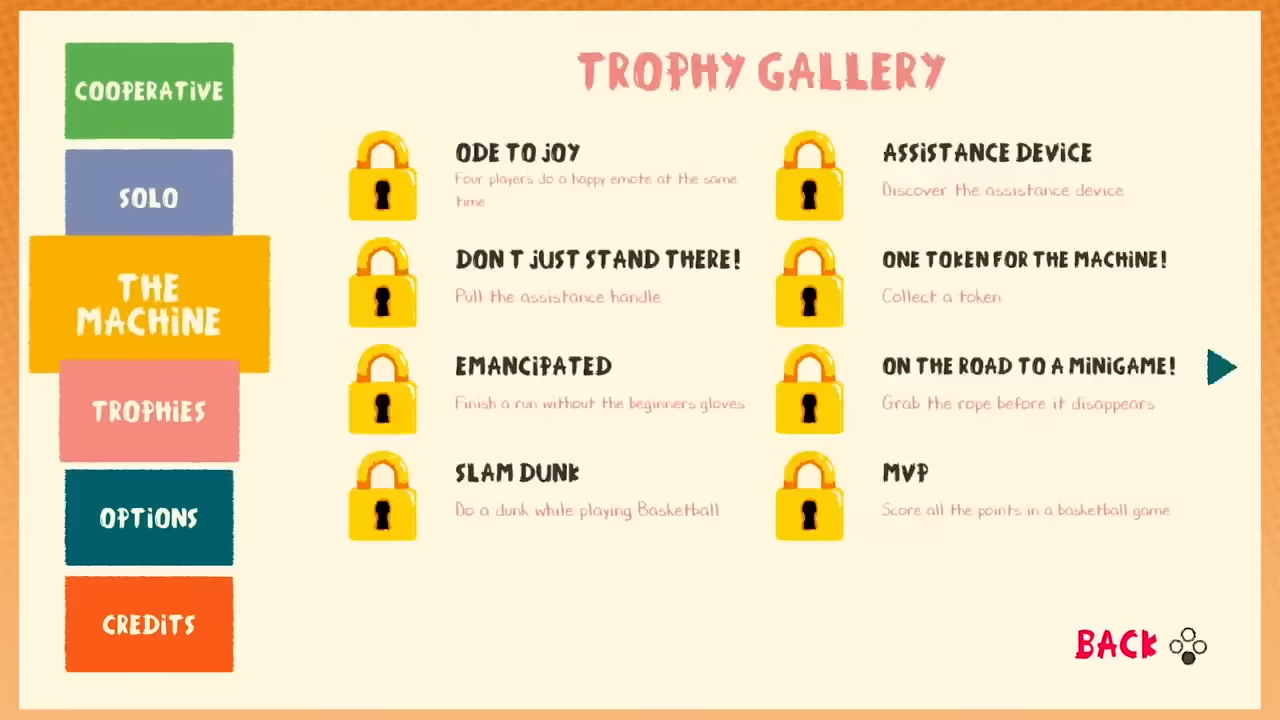 COOPERATIVE
SOLO
THE
MACHINE
TROPHIES
OPTIONS
CREDITS
TROPHY GALLERY
ODE TO JOY
Four players do a happy emote at the same
time
ASSISTANCE DEVICE
Discover the assistance device
DON T JUST STAND THERE!
Pull the assistance handle
ONE TOKEN FOR THE MACHINE!
Collect a token
EMANCIPATED
Finish a run without the beginners gloves
ON THE ROAD TO A MINIGAME!
Grab the rope before it disappears
SLAM DUNK
Do a dunk while playing Basketball
MVP
Score all the points in a basketball game
BACK